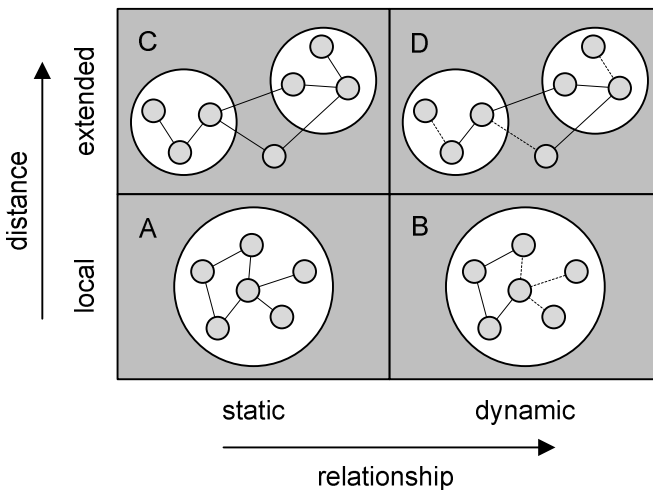 C
D
extended
distance
A
B
local
static
dynamic
relationship